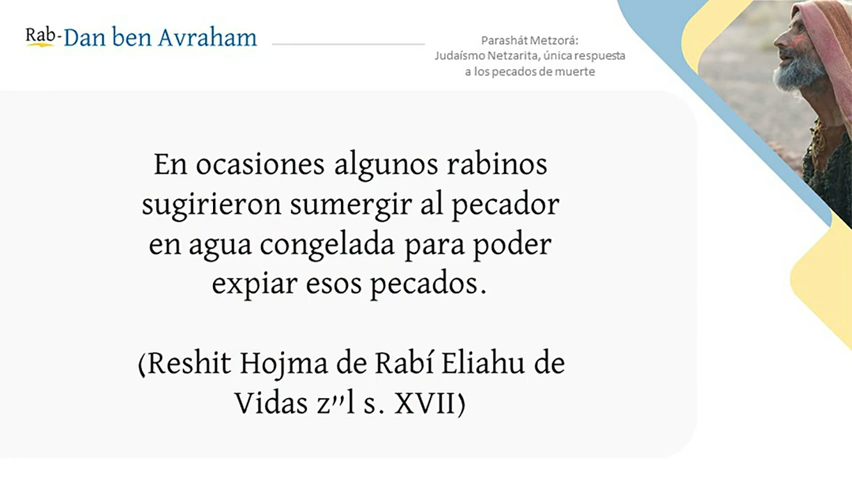 Rab-Dan ben Avraham
Parashát Metzorá:
Judaísmo Netzarita, única respuesta
a los pecados de muerte
En ocasiones algunos rabinos
sugirieron sumergir al pecador
en agua congelada para poder
expiar esos pecados.
(Reshit Hojma de Rabí Eliahu de
Vidas z”l s. XVII)